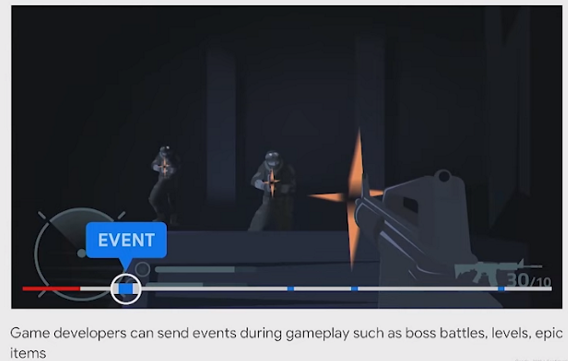 EVENT
30/10
Game developers can send events during gameplay such as boss battles, levels, epic
items